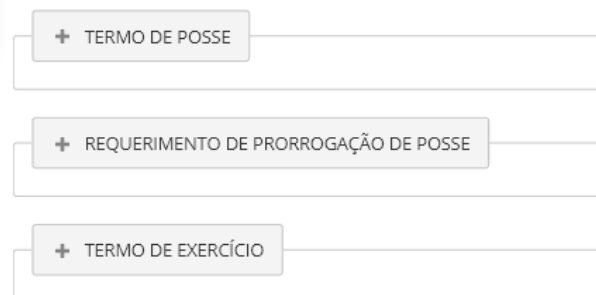 TERMO DE POSSE
REQUERIMENTO DE PRORROGAÇÃO DE POSSE
TERMO DE EXERCÍCIO